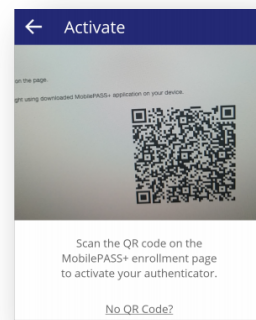 Activate
on the page.
ght using downloaded MobilePASS+ application on your device.
Scan the QR code on the
MobilePASS+ enrollment page
to activate your authenticator.
No QR Code?